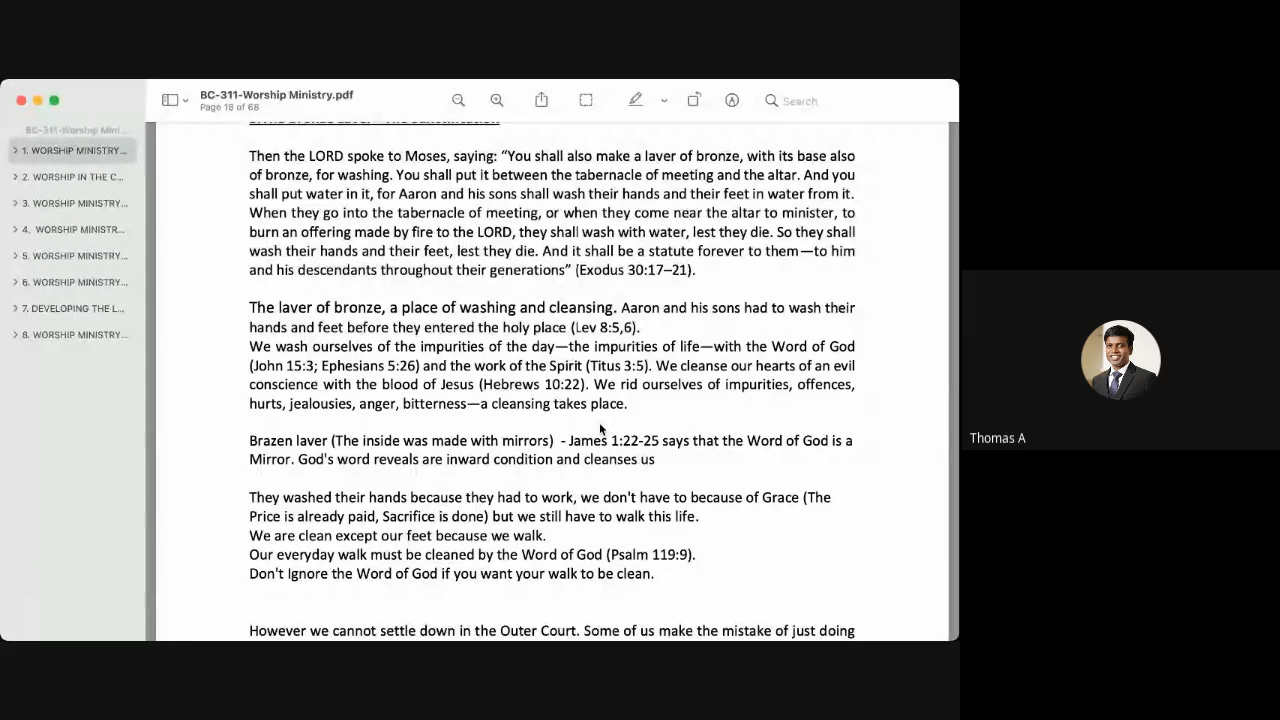 BC-311-Worship Ministry.pdf
Page 18 of 66
Search
BC-311-Worship Mini...
1. WORSHIP MINISTRY...
2. WORSHIP IN THE C...
3. WORSHIP MINISTRY...
4. WORSHIP MINISTR...
5. WORSHIP MINISTRY...
6. WORSHIP MINISTRY...
7. DEVELOPING THE L...
8. WORSHIP MINISTRY...
Then the LORD spoke to Moses, saying: “You shall also make a laver of bronze, with its base also
of bronze, for washing. You shall put it between the tabernacle of meeting and the altar. And you
shall put water in it, for Aaron and his sons shall wash their hands and their feet in water from it.
When they go into the tabernacle of meeting, or when they come near the altar to minister, to
burn an offering made by fire to the LORD, they shall wash with water, lest they die. So they shall
wash their hands and their feet, lest they die. And it shall be a statute forever to them—to him
and his descendants throughout their generations” (Exodus 30:17–21).
The laver of bronze, a place of washing and cleansing. Aaron and his sons had to wash their
hands and feet before they entered the holy place (Lev 8:5,6).
We wash ourselves of the impurities of the day—the impurities of life—with the Word of God
(John 15:3; Ephesians 5:26) and the work of the Spirit (Titus 3:5). We cleanse our hearts of an evil
conscience with the blood of Jesus (Hebrews 10:22). We rid ourselves of impurities, offences,
hurts, jealousies, anger, bitterness—a cleansing takes place.
Brazen laver (The inside was made with mirrors) - James 1:22-25 says that the Word of God is a
Mirror. God's word reveals are inward condition and cleanses us
They washed their hands because they had to work, we don't have to because of Grace (The
Price is already paid, Sacrifice is done) but we still have to walk this life.
We are clean except our feet because we walk.
Our everyday walk must be cleaned by the Word of God (Psalm 119:9).
Don't Ignore the Word of God if you want your walk to be clean.
However we cannot settle down in the Outer Court. Some of us make the mistake of just doing
Thomas A